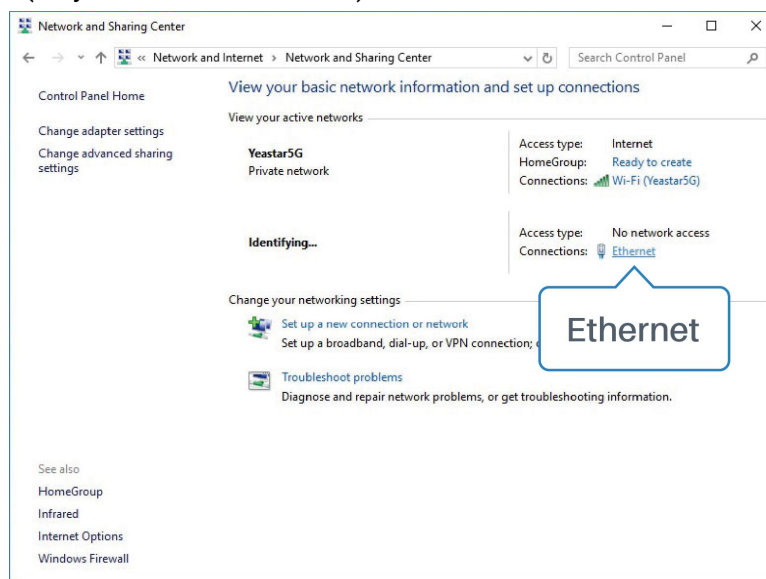 Network and Sharing Center
« Network and Internet › Network and Sharing Center
Search Control Panel
Control Panel Home
Change adapter settings
Change advanced sharing
settings
View your basic network information and set up connections
View your active networks
Yeastar5G
Private network
Access type: Internet
HomeGroup: Ready to create
Connections: Wi-Fi (Yeastar5G)
Identifying...
Access type: No network access
Connections: Ethernet
Change your networking settings
Set up a new connection or network
Set up a broadband, dial-up, or VPN connection;
Ethernet
Troubleshoot problems
Diagnose and repair network problems, or get troubleshooting information.
See also
HomeGroup
Infrared
Internet Options
Windows Firewall